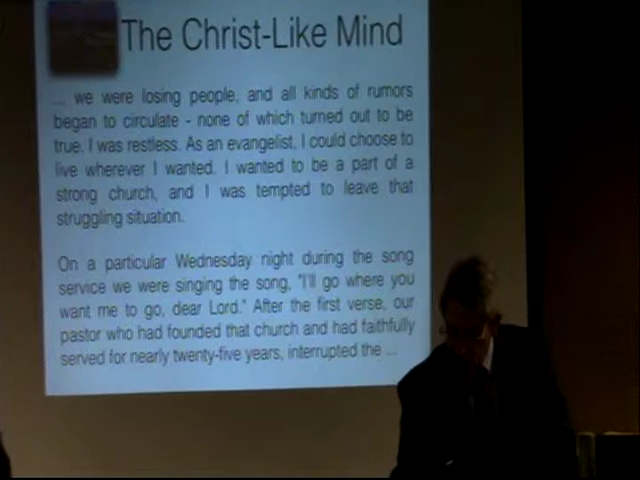 The Christ-Like Mind
... we were losing people, and all kinds of rumors
began to circulate - none of which turned out to be
true. I was restless. As an evangelist, I could choose to
live wherever I wanted. I wanted to be a part of a
strong church, and I was tempted to leave that
struggling situation.
On a particular Wednesday night during the song
service we were singing the song, "I'll go where you
want me to go, dear Lord." After the first verse, our
pastor who had founded that church and had faithfully
served for nearly twenty-five years, interrupted the ...